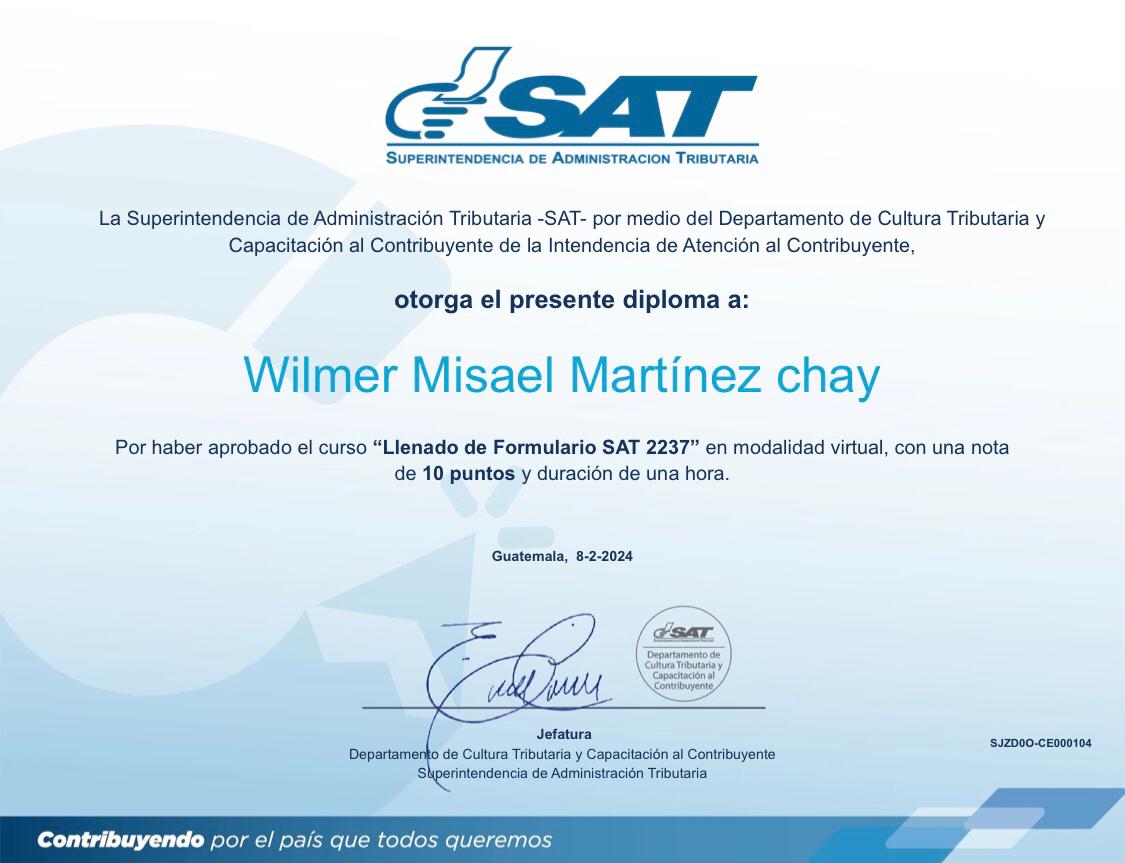 SAT
SUPERINTENDENCIA DE ADMINISTRACION TRIBUTARIA
La Superintendencia de Administración Tributaria -SAT- por medio del Departamento de Cultura Tributaria y
Capacitación al Contribuyente de la Intendencia de Atención al Contribuyente,
otorga el presente diploma a:
Wilmer Misael Martínez chay
Por haber aprobado el curso “Llenado de Formulario SAT 2237” en modalidad virtual, con una nota
de 10 puntos y duración de una hora.
Guatemala, 8-2-2024
SAT
Departamento de
Cultura Tributaria y
Capacitación al
Contribuyente
Jefatura
Departamento de Cultura Tributaria y Capacitación al Contribuyente
Superintendencia de Administración Tributaria
SJZD0O-CE000104
Contribuyendo por el país que todos queremos